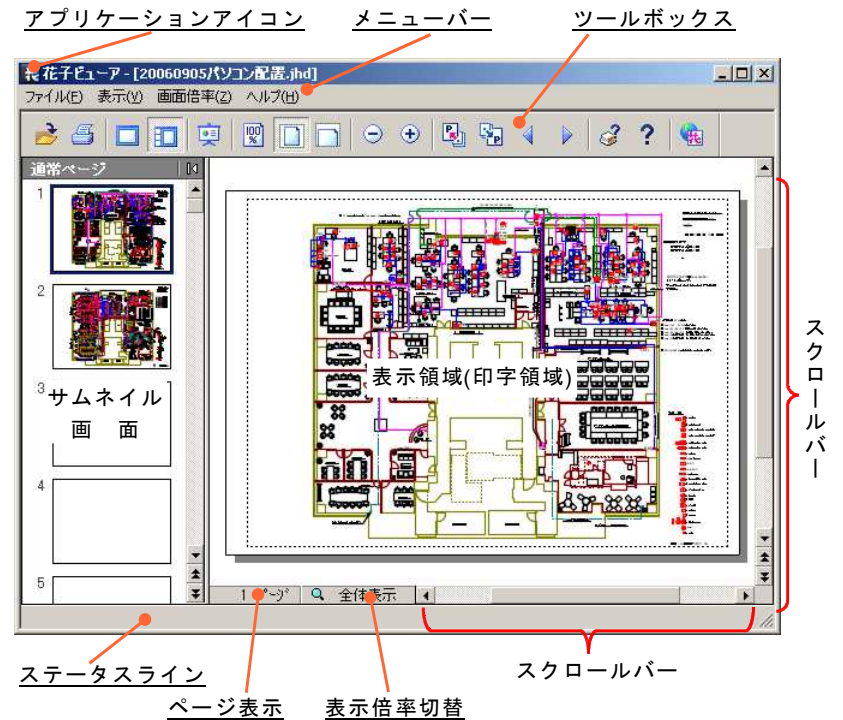 アプリケーションアイコン
メニューバー
ツールボックス
花子ビューア - [20060905パソコン配置.jhd]
ファイル(F) 表示(V) 画面倍率(Z) ヘルプ(H)
100%
通常ページ
1
2
3
サムネイル
画 面
4
5
表示領域(印字領域)
スクロールバー
全体表示
スクロールバー
ステータスライン
ページ表示
表示倍率切替